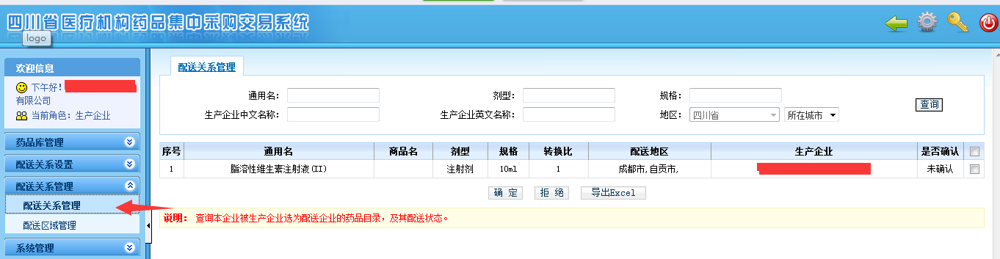 四川省医疗机构药品集中采购交易系统
logo
欢迎信息
下午好!
有限公司
当前角色：生产企业
药品库管理
配送关系设置
配送关系管理
配送关系管理
配送区域管理
系统管理
配送关系管理
通用名： 剂型： 规格：
生产企业中文名称： 生产企业英文名称： 地区： 四川省 所在城市
查询
序号 通用名 商品名 剂型 规格 转换比 配送地区 生产企业 是否确认
1 脂溶性维生素注射液(II) 注射剂 10ml 1 成都市,自贡市, 未确认
确 定 拒 绝 导出Excel
说明： 查询本企业被生产企业选为配送企业的药品目录，及其配送状态。